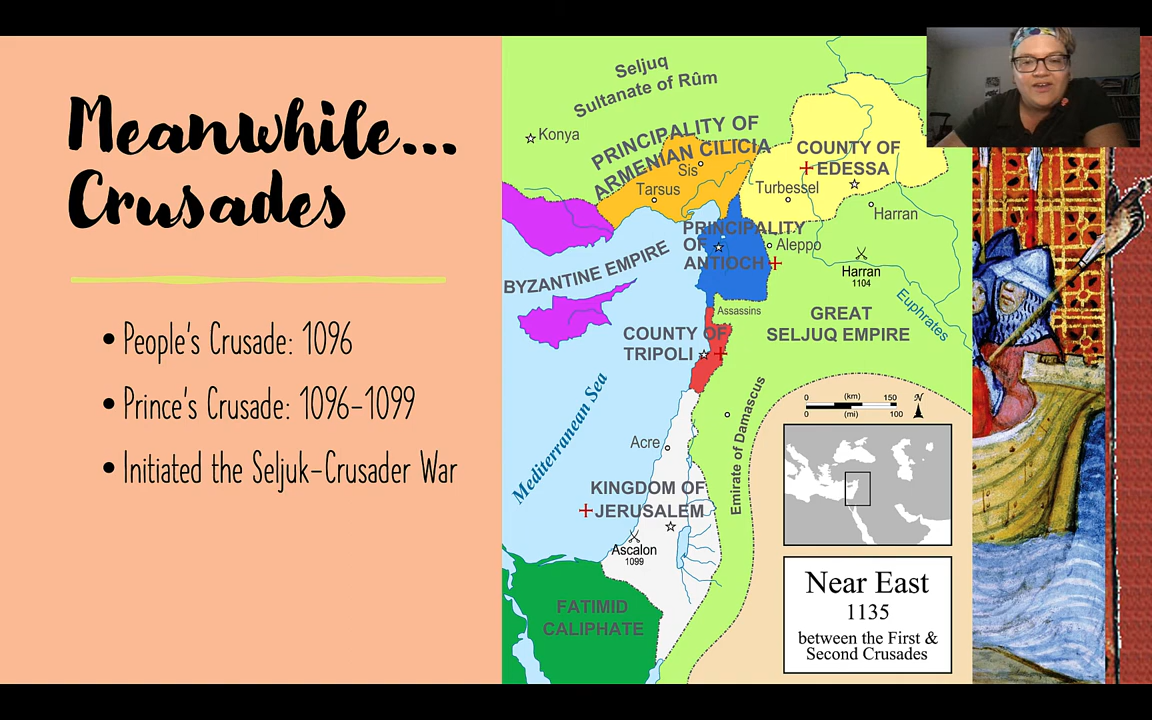 Meanwhile...
Crusades
• People's Crusade: 1096
• Prince's Crusade: 1096-1099
• Initiated the Seljuk-Crusader War
Seljuq
Sultanate of Rûm
Konya
PRINCIPALITY OF
ARMENIAN CILICIA
Sis
Tarsus
COUNTY OF
EDESSA
Turbessel
Harran
PRINCIPALITY
OF
ANTIOCH
Aleppo
Harran
1104
BYZANTINE EMPIRE
Euphrates
Assassins
GREAT
SELJUQ EMPIRE
COUNTY OF
TRIPOLI
Mediterranean Sea
Emirate of Damascus
0 (km) 150
0 (mi) 100
N
Acre
KINGDOM OF
JERUSALEM
Ascalon
1099
FATIMID
CALIPHATE
Near East
1135
between the First &
Second Crusades